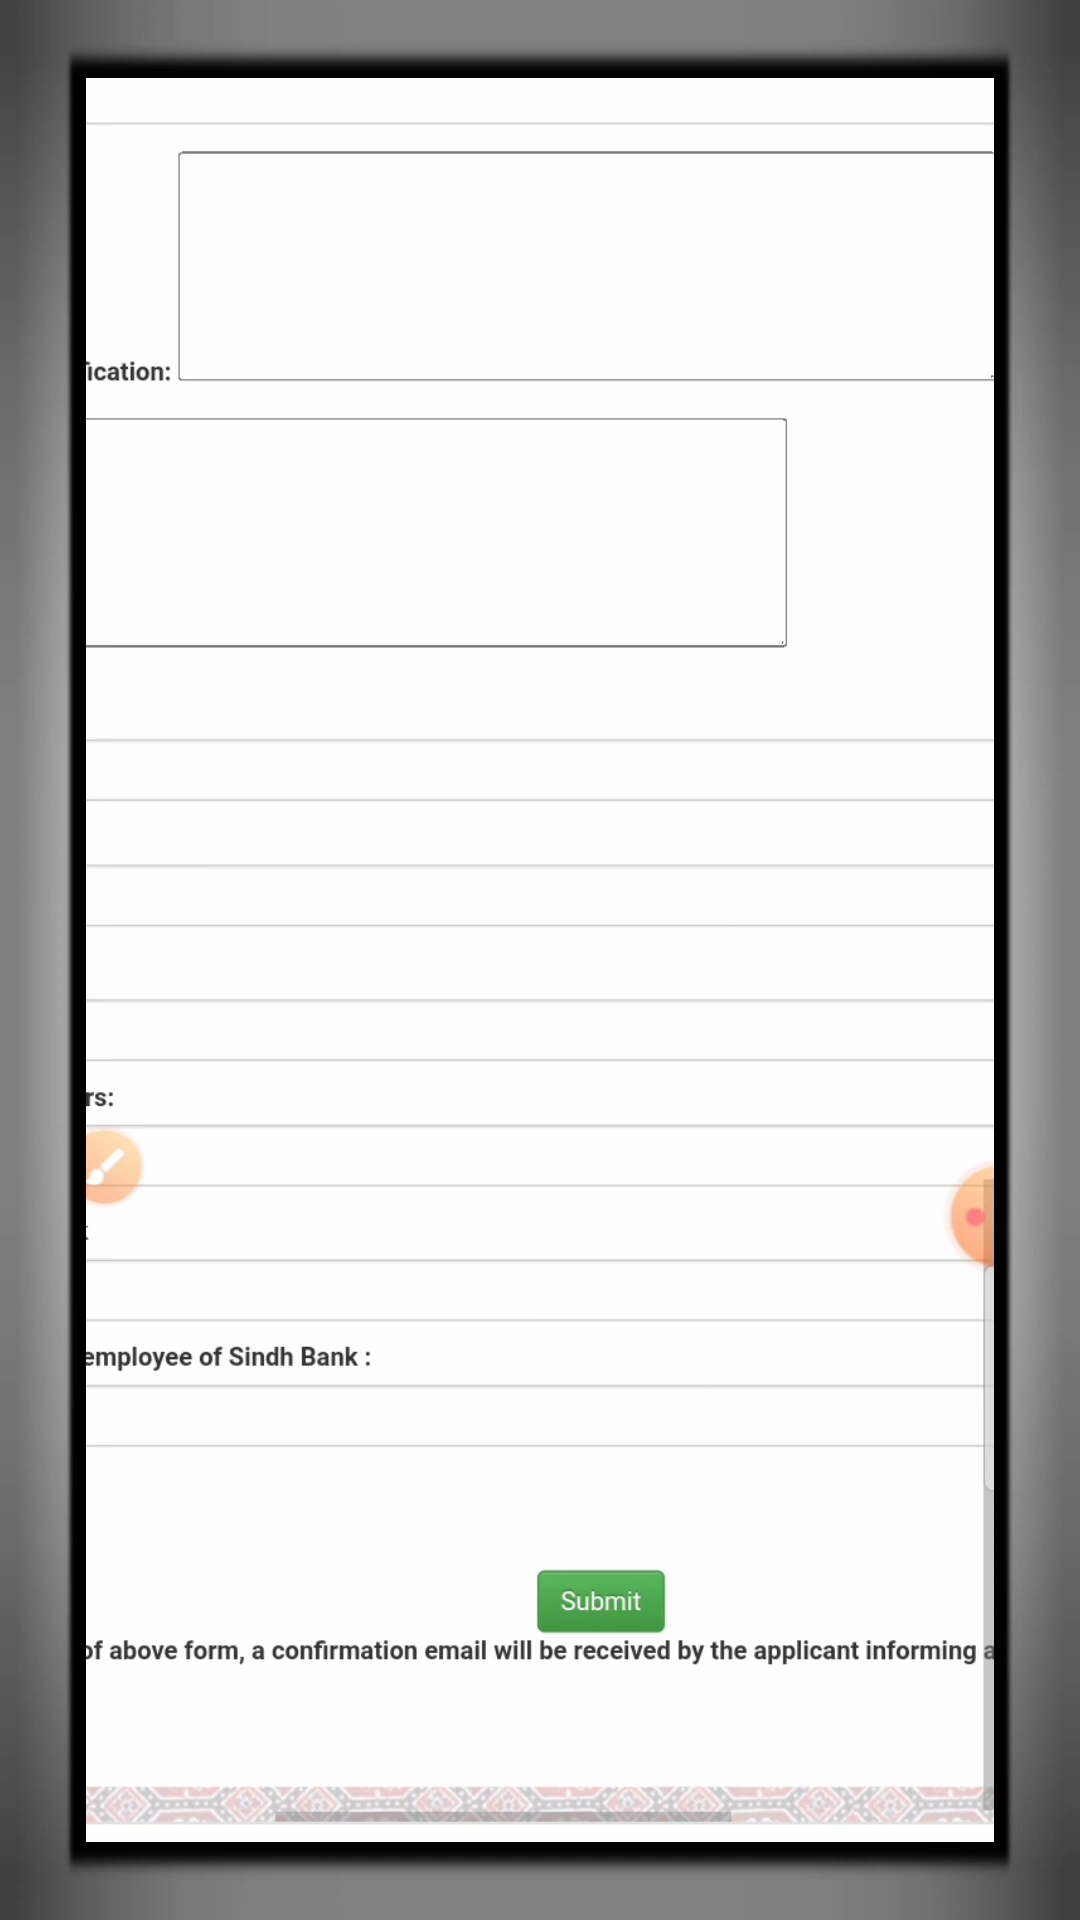 ication:
rs:
employee of Sindh Bank :
Submit
of above form, a confirmation email will be received by the applicant informing a